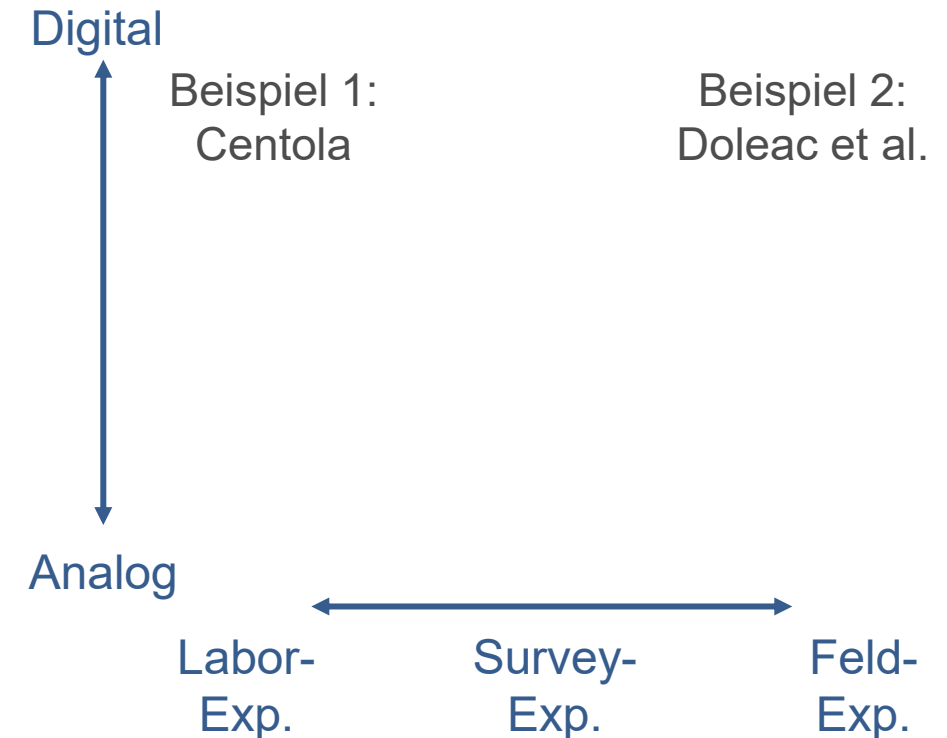 Digital
Beispiel 1:
Centola
Beispiel 2:
Doleac et al.
Analog
Labor-
Exp.
Survey-
Exp.
Feld-
Exp.